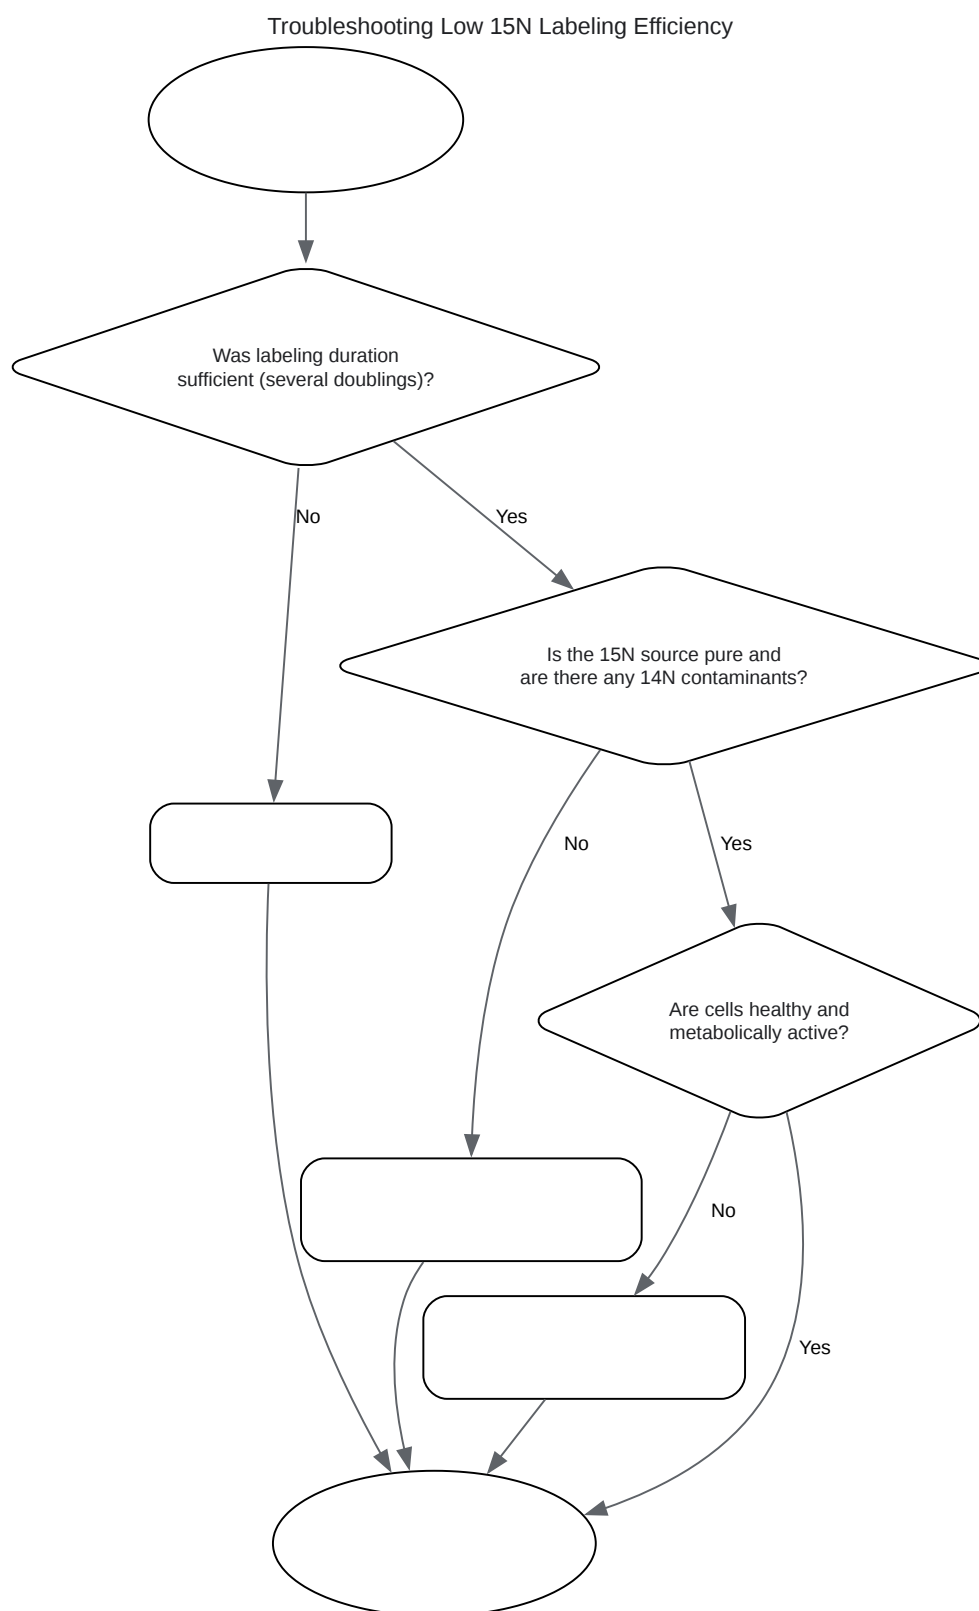 Troubleshooting Low 15N Labeling Efficiency
Was labeling duration
sufficient (several doublings)?
No
Yes
Is the 15N source pure and
are there any 14N contaminants?
No
Yes
Are cells healthy and
metabolically active?
No
Yes